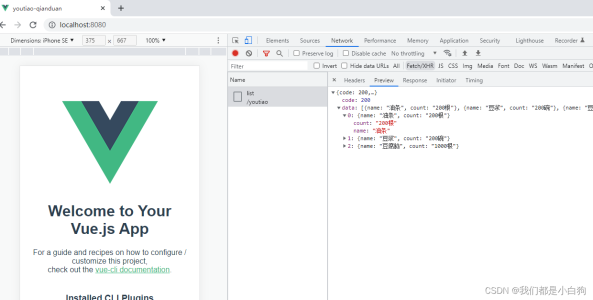 youtiao-qianduan
localhost:8080
Dimensions: iPhone SE 375 × 667 100%
Elements Sources Network Performance Memory Application Security Lighthouse Recorder
Preserve log Disable cache No throttling
Filter Invert Hide data URLs All Fetch/XHR JS CSS Img Media Font Doc WS Wasm Manifest
Name
list
/youtiao
Headers Preview Response Initiator Timing
{code: 200,…}
code: 200
data: [{name: "油条", count: "200根"}, {name: "豆浆", count: "200碗"}, {name: "豆
0: {name: "油条", count: "200根"}
count: "200根"
name: "油条"
1: {name: "豆浆", count: "200碗"}
2: {name: "豆腐脑", count: "1000根"}
Welcome to Your
Vue.js App
For a guide and recipes on how to configure /
customize this project,
check out the vue-cli documentation.
Installed CLI Plugins
CSDN @我们都是小白狗